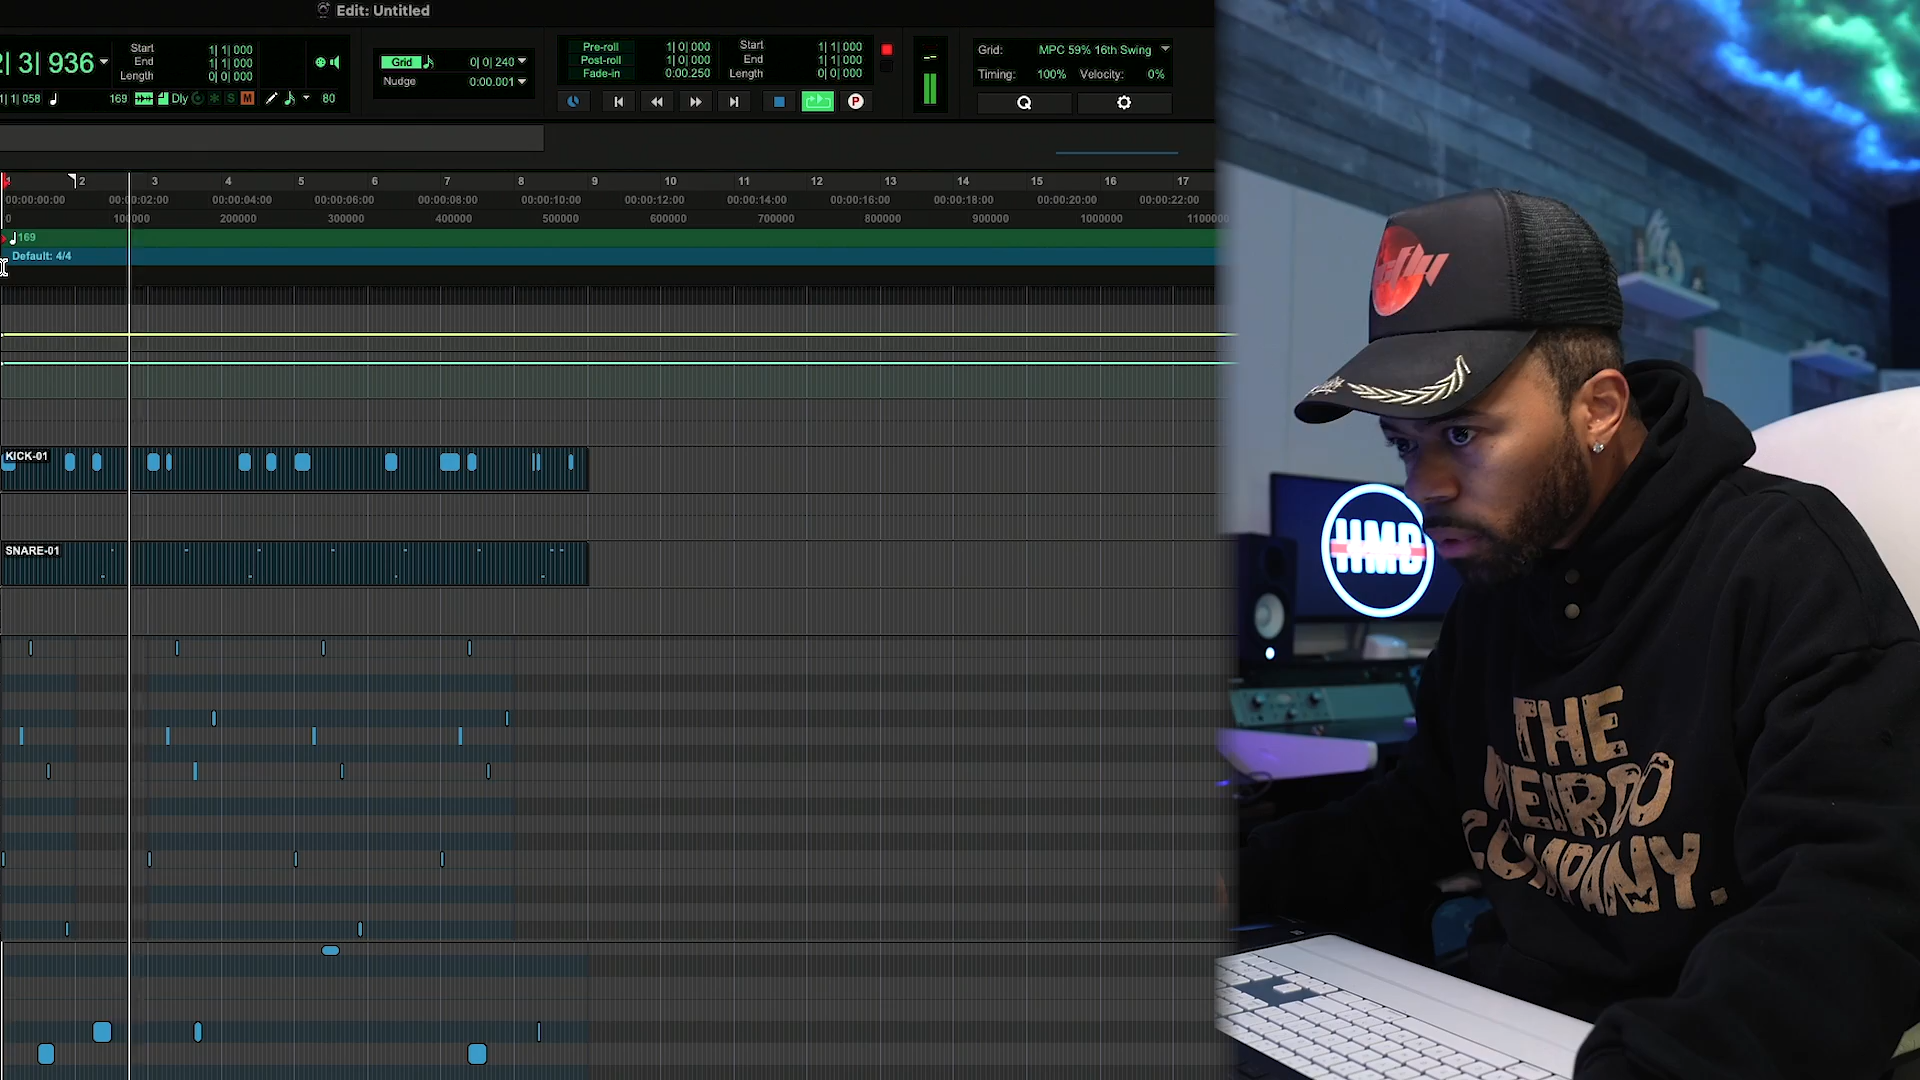 Edit: Untitled
2| 3| 936
Start 1| 1| 000
End 1| 1| 000
Length 0| 0| 000
1| 1| 058 169 Dly S M 80
Grid 0| 0| 240
Nudge 0:00.001
Pre-roll 1| 0| 000
Post-roll 1| 0| 000
Fade-in 0:00.250
Start 1| 1| 000
End 1| 1| 000
Length 0| 0| 000
P
Grid: MPC 59% 16th Swing
Timing: 100% Velocity: 0%
Q
1 2 3 4 5 6 7 8 9 10 11 12 13 14 15 16 17
00:00:00:00 00:00:02:00 00:00:04:00 00:00:06:00 00:00:08:00 00:00:10:00 00:00:12:00 00:00:14:00 00:00:16:00 00:00:18:00 00:00:20:00 00:00:22:00
0 100000 200000 300000 400000 500000 600000 700000 800000 900000 1000000 1100000
169
Default: 4/4
KICK-01
SNARE-01
fly
HMD
THE
WEIRDO
COMPANY.